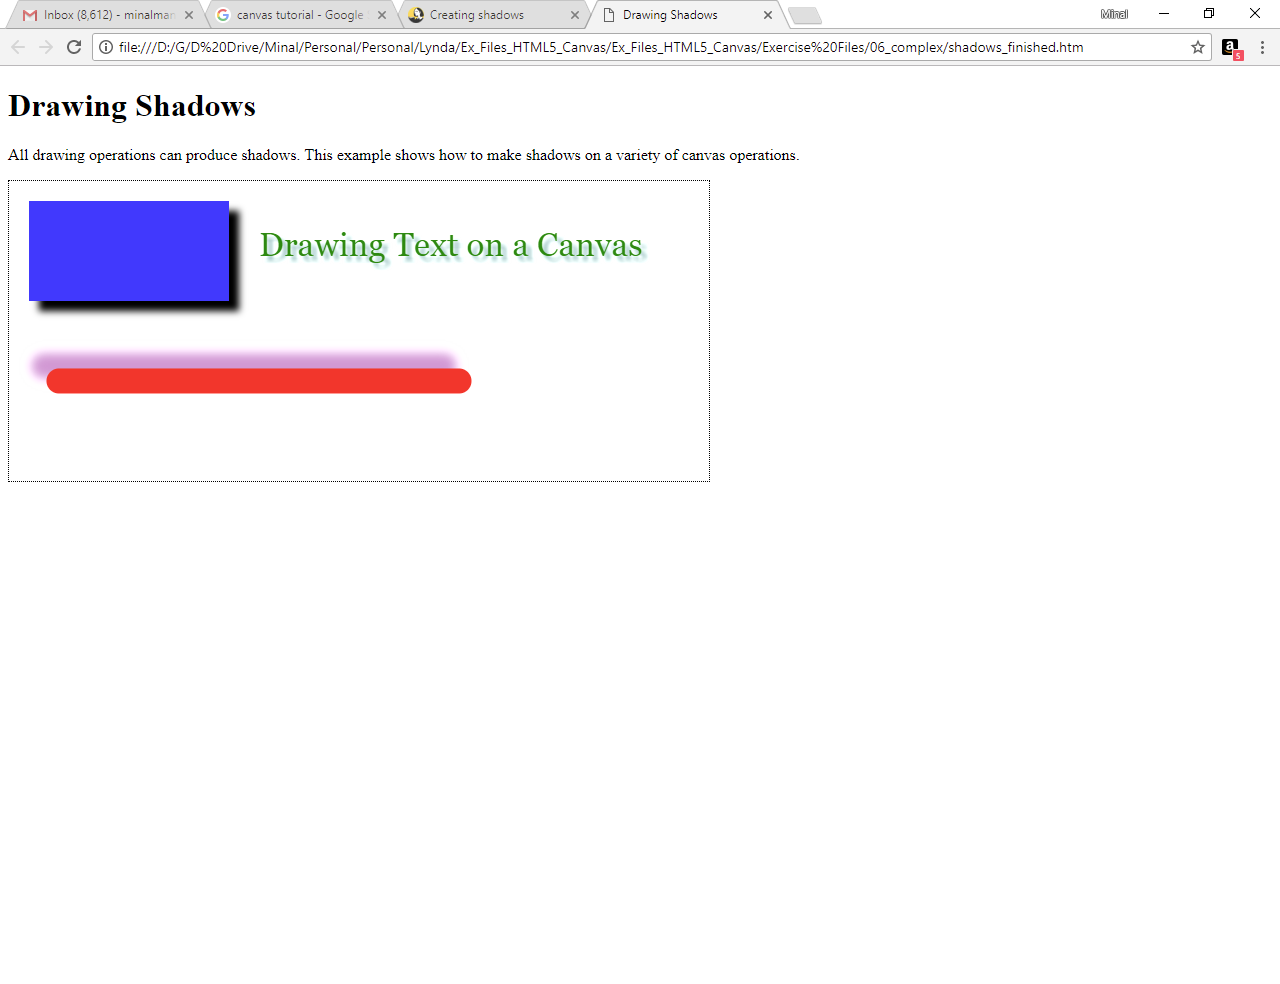 Inbox (8,612) - minalman
canvas tutorial - Google
Creating shadows
Drawing Shadows
Minal
file:///D:/G/D%20Drive/Minal/Personal/Personal/Lynda/Ex_Files_HTML5_Canvas/Ex_Files_HTML5_Canvas/Exercise%20Files/06_complex/shadows_finished.htm
5
Drawing Shadows
All drawing operations can produce shadows. This example shows how to make shadows on a variety of canvas operations.
Drawing Text on a Canvas